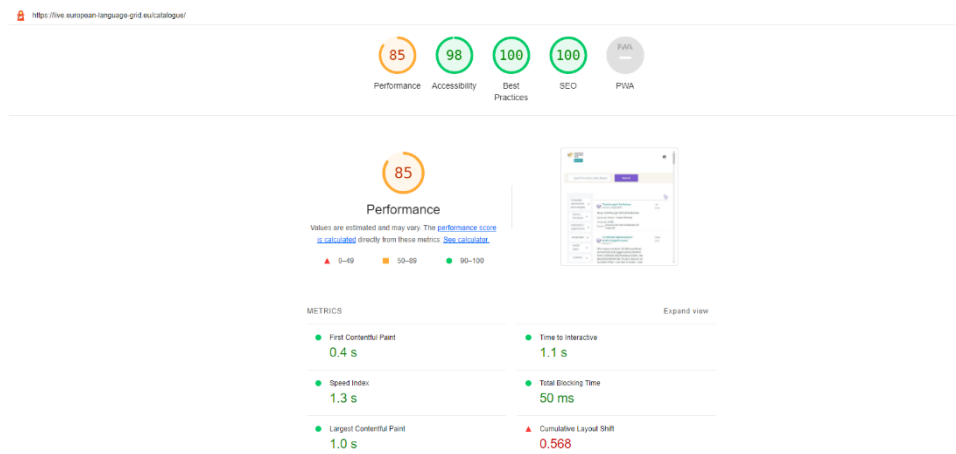 https://live.european-language-grid.eu/catalogue/
85
98
100
100
PWA
Performance
Accessibility
Best
Practices
SEO
PWA
85
Performance
Values are estimated and may vary. The performance score
is calculated directly from these metrics. See calculator.
0–49
50–89
90–100
METRICS
Expand view
First Contentful Paint
0.4 s
Time to Interactive
1.1 s
Speed Index
1.3 s
Total Blocking Time
50 ms
Largest Contentful Paint
1.0 s
Cumulative Layout Shift
0.568